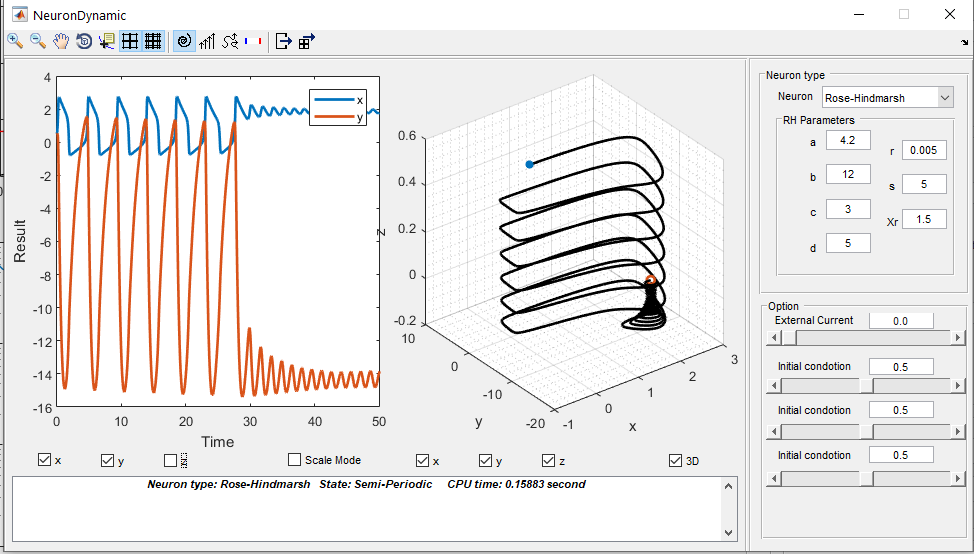 NeuronDynamic
4
2
0
-2
-4
-6
-8
-10
-12
-14
-16
0 10 20 30 40 50
Result
Time
x
y
0.6
0.4
0.2
0
-0.2
z
10
0
-10
-20
y
-1
0
1
2
3
x
x y Scale Mode x y z 3D
Neuron type: Rose-Hindmarsh State: Semi-Periodic CPU time: 0.15883 second
Neuron type
Neuron Rose-Hindmarsh
RH Parameters
a 4.2 r 0.005
b 12 s 5
c 3 Xr 1.5
d 5
Option
External Current 0.0
Initial condotion 0.5
Initial condotion 0.5
Initial condotion 0.5